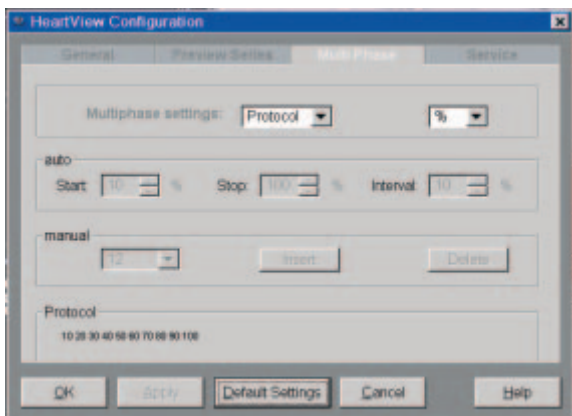 HeartView Configuration
General Preview Series Multi Phase Service
Multiphase settings: Protocol %
auto
Start: 10 % Stop: 100 % Interval: 10 %
manual
12 Insert Delete
Protocol
10 20 30 40 50 60 70 80 90 100
OK Apply Default Settings Cancel Help